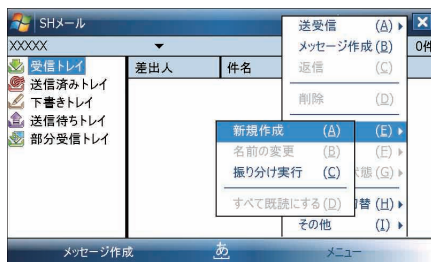 SHメール
XXXXX
0件
受信トレイ
送信済みトレイ
下書きトレイ
送信待ちトレイ
部分受信トレイ
差出人
件名
送受信 (A)
メッセージ作成 (B)
返信 (C)
削除 (D)
(E)
(F)
状態 (G)
替 (H)
その他 (I)
新規作成 (A)
名前の変更 (B)
振り分け実行 (C)
すべて既読にする (D)
メッセージ作成
あ
メニュー